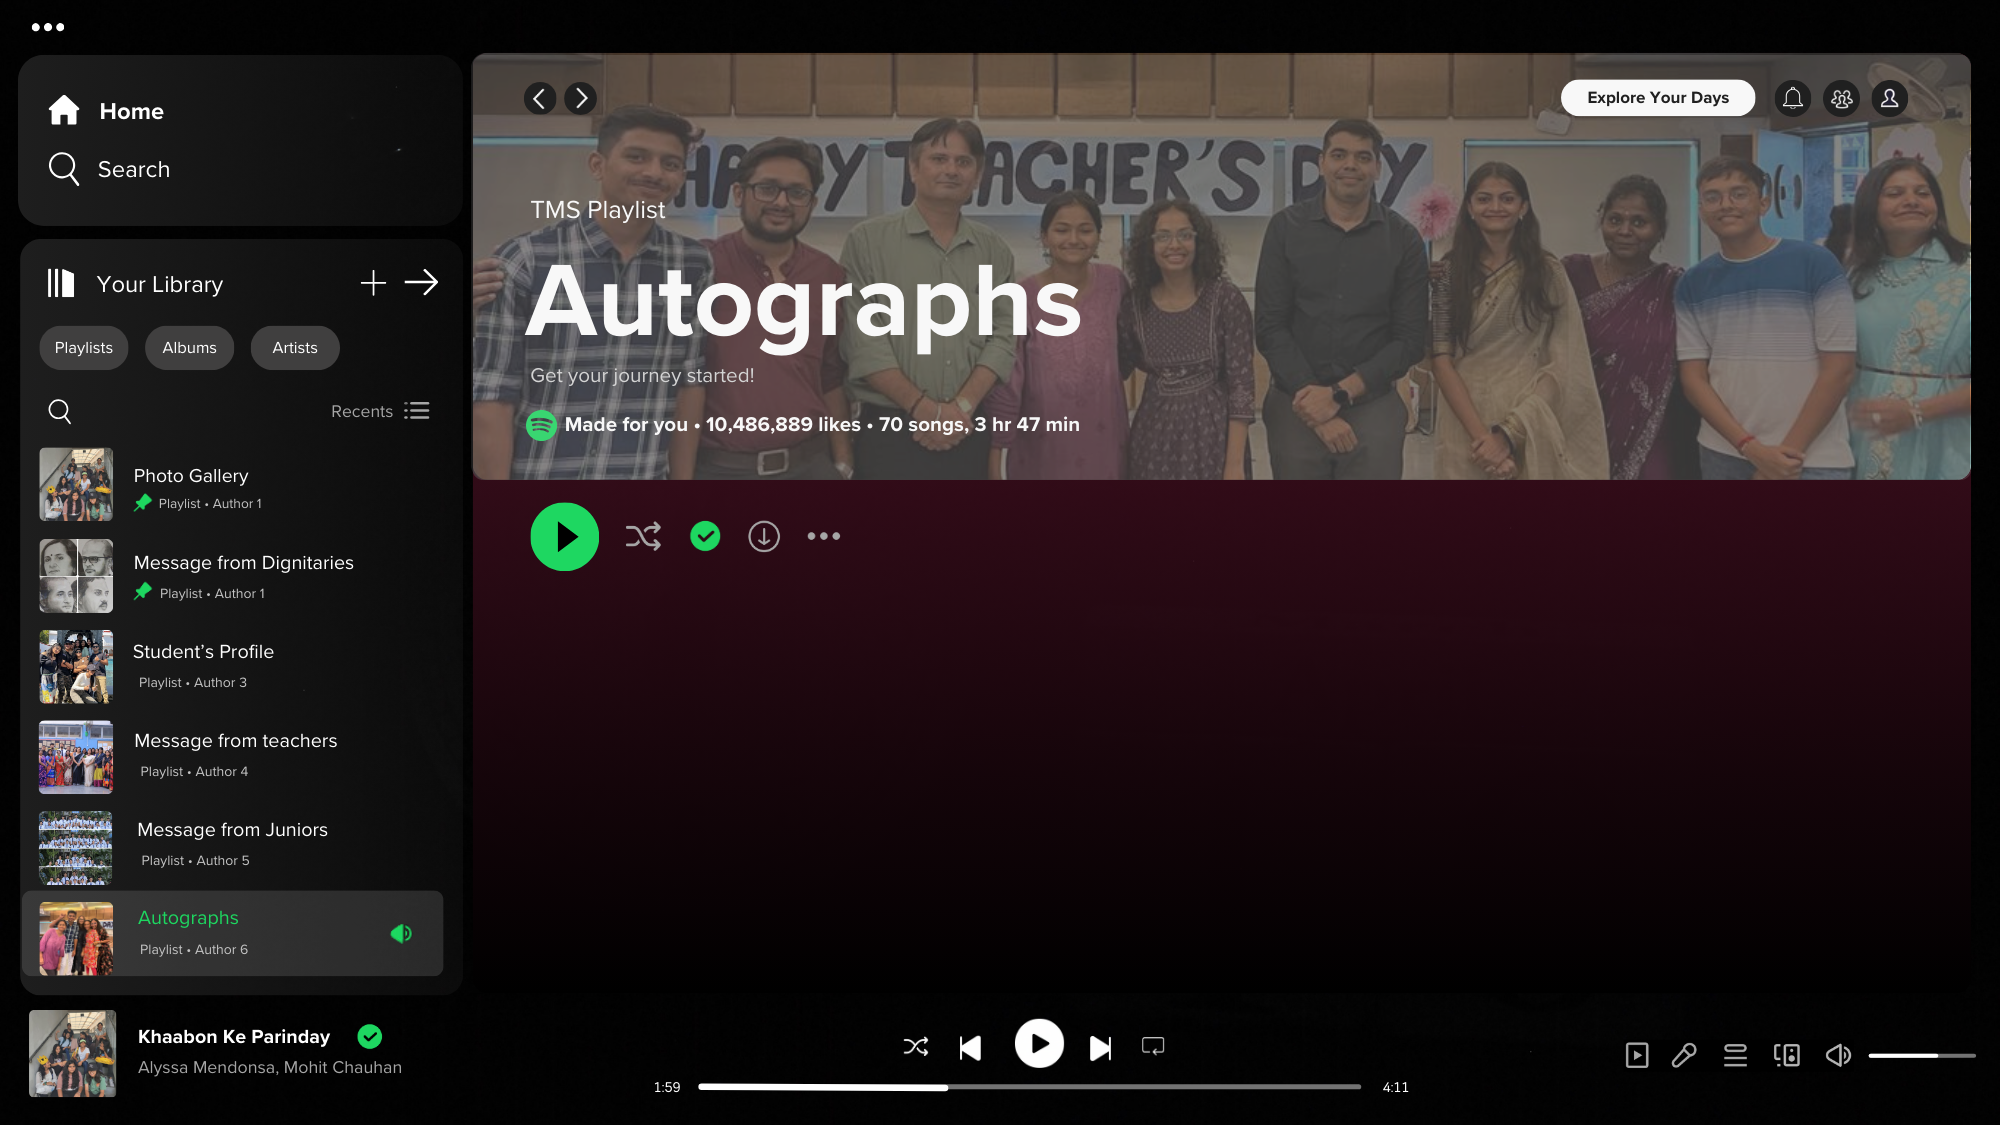 Home
Search
Your Library
Playlists
Albums
Artists
Recents
Photo Gallery
Playlist • Author 1
Message from Dignitaries
Playlist • Author 1
Student’s Profile
Playlist • Author 3
Message from teachers
Playlist • Author 4
Message from Juniors
Playlist • Author 5
Autographs
Playlist • Author 6
Explore Your Days
HAPPY TEACHER'S DAY
TMS Playlist
Autographs
Get your journey started!
Made for you • 10,486,889 likes • 70 songs, 3 hr 47 min
Khaabon Ke Parinday
Alyssa Mendonsa, Mohit Chauhan
1:59
4:11